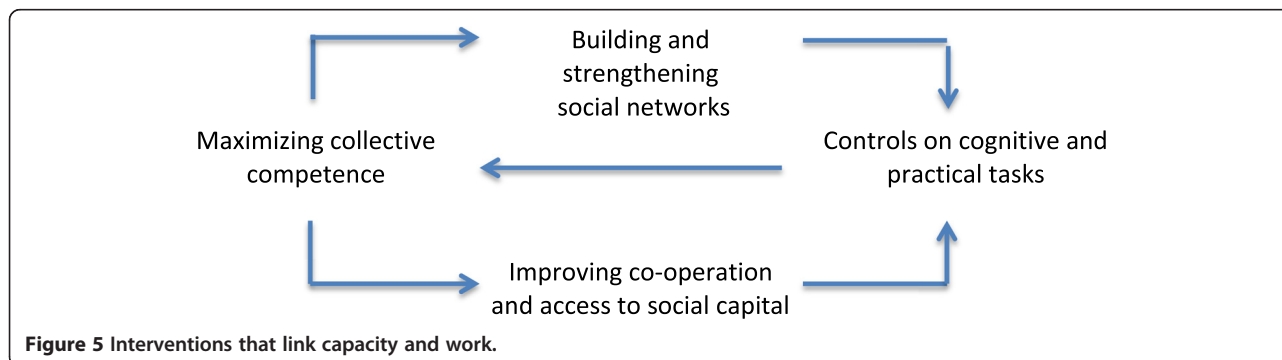 Building and
strengthening
social networks
Maximizing collective
competence
Controls on cognitive and
practical tasks
Improving co-operation
and access to social capital
Figure 5 Interventions that link capacity and work.